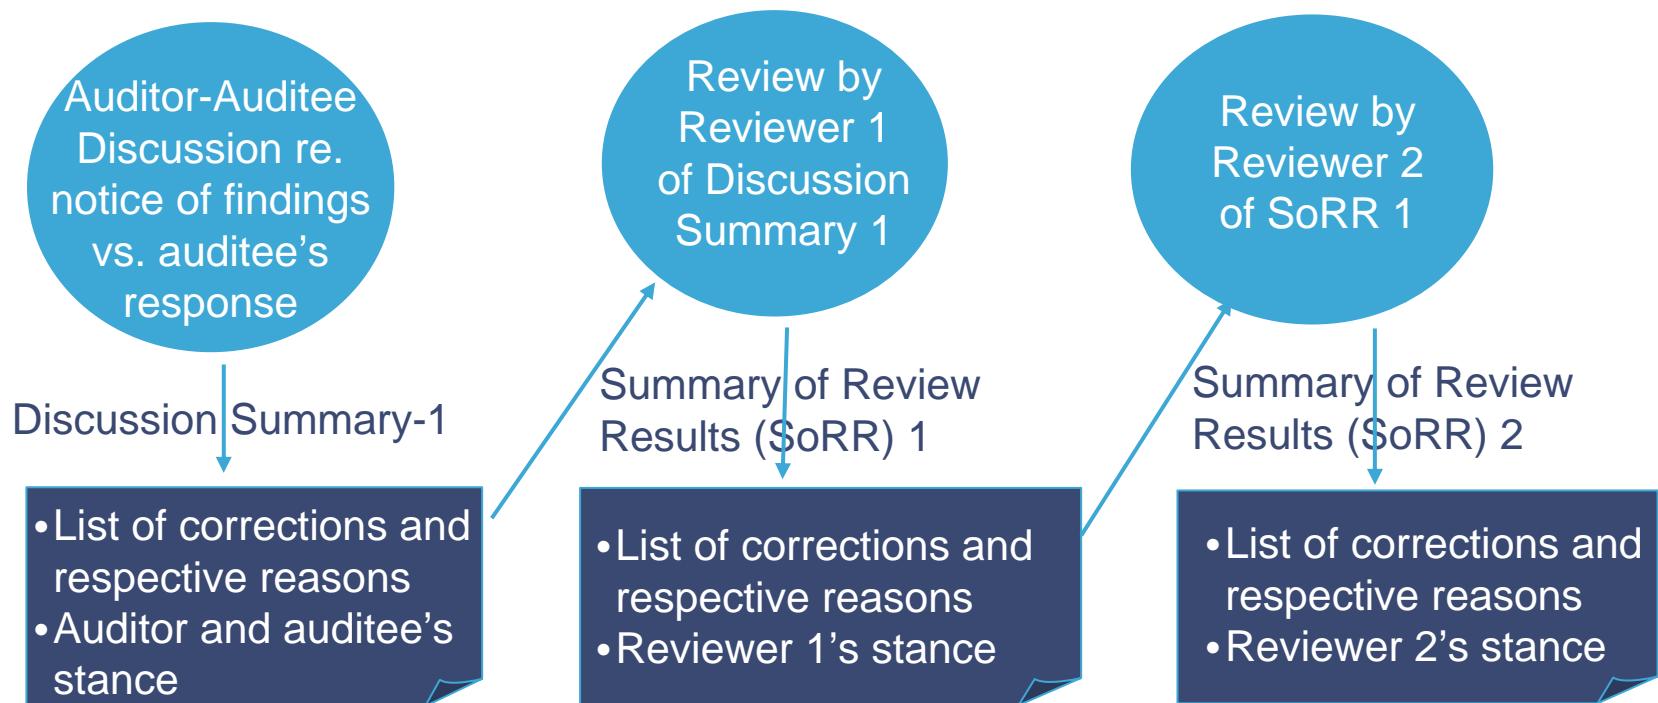 Auditor-Auditee
Discussion re.
notice of findings
vs. auditee’s
response
Discussion Summary-1
•List of corrections and
respective reasons
•Auditor and auditee’s
stance
Review by
Reviewer 1
of Discussion
Summary 1
Summary of Review
Results (SoRR) 1
•List of corrections and
respective reasons
•Reviewer 1’s stance
Review by
Reviewer 2
of SoRR 1
Summary of Review
Results (SoRR) 2
•List of corrections and
respective reasons
•Reviewer 2’s stance